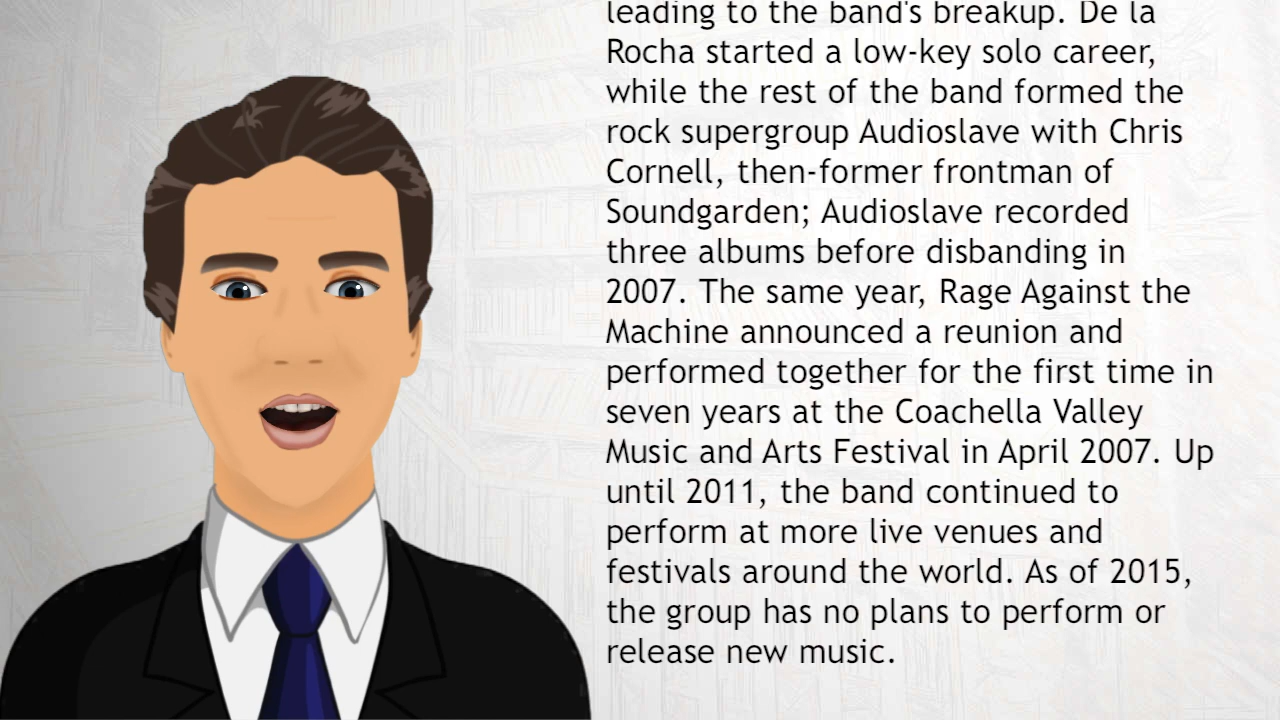 leading to the band's breakup. De la
Rocha started a low-key solo career,
while the rest of the band formed the
rock supergroup Audioslave with Chris
Cornell, then-former frontman of
Soundgarden; Audioslave recorded
three albums before disbanding in
2007. The same year, Rage Against the
Machine announced a reunion and
performed together for the first time in
seven years at the Coachella Valley
Music and Arts Festival in April 2007. Up
until 2011, the band continued to
perform at more live venues and
festivals around the world. As of 2015,
the group has no plans to perform or
release new music.